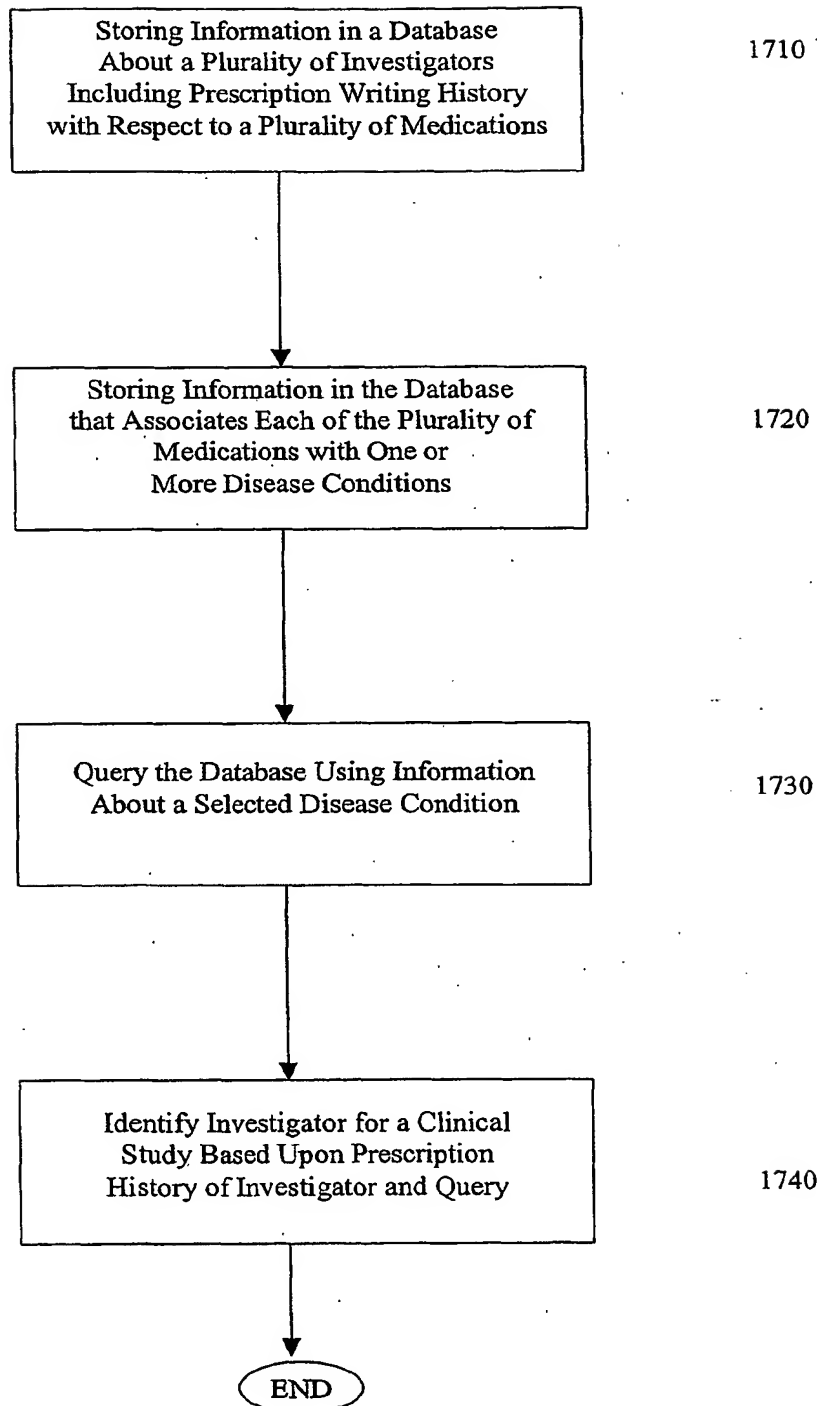 Storing Information in a Database
About a Plurality of Investigators
Including Prescription Writing History
with Respect to a Plurality of Medications
1710
Storing Information in the Database
that Associates Each of the Plurality of
Medications with One or
More Disease Conditions
1720
Query the Database Using Information
About a Selected Disease Condition
1730
Identify Investigator for a Clinical
Study Based Upon Prescription
History of Investigator and Query
1740
END